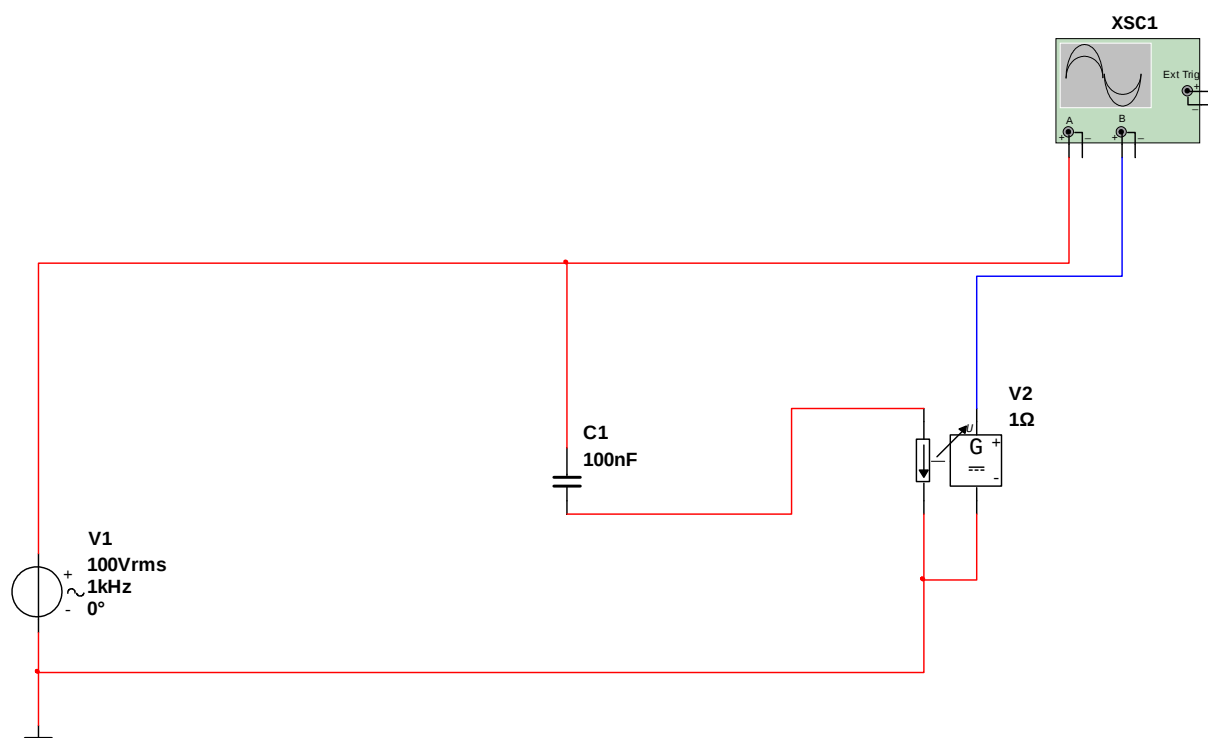 XSC1
Ext Trig
+
_
A
B
+
_
+
_
V2
1Ω
U
G
+
-
C1
100nF
V1
100Vrms
1kHz
0°
+
~
-